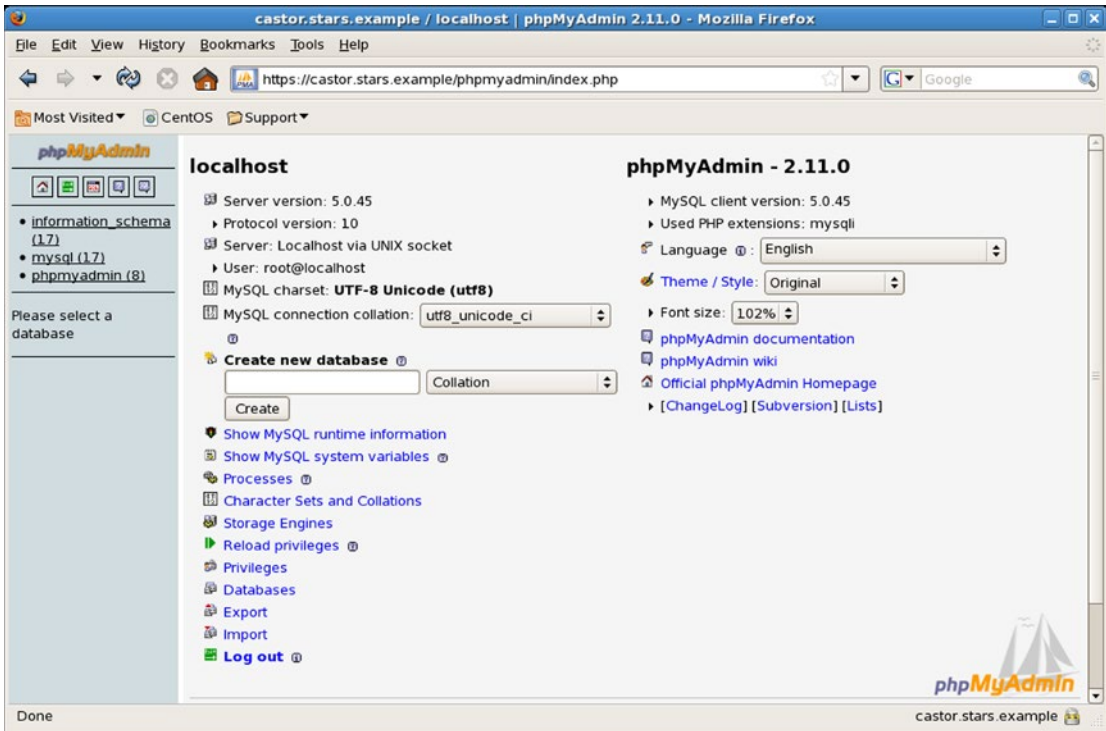 castor.stars.example / localhost | phpMyAdmin 2.11.0 - Mozilla Firefox
File Edit View History Bookmarks Tools Help
https://castor.stars.example/phpmyadmin/index.php
Google
Most Visited CentOS Support
phpMyAdmin
information_schema
(17)
mysql (17)
phpmyadmin (8)
Please select a
database
localhost
Server version: 5.0.45
Protocol version: 10
Server: Localhost via UNIX socket
User: root@localhost
MySQL charset: UTF-8 Unicode (utf8)
MySQL connection collation: utf8_unicode_ci
Create new database
Collation
Create
Show MySQL runtime information
Show MySQL system variables
Processes
Character Sets and Collations
Storage Engines
Reload privileges
Privileges
Databases
Export
Import
Log out
phpMyAdmin - 2.11.0
MySQL client version: 5.0.45
Used PHP extensions: mysqli
Language : English
Theme / Style: Original
Font size: 102%
phpMyAdmin documentation
phpMyAdmin wiki
Official phpMyAdmin Homepage
[ChangeLog] [Subversion] [Lists]
phpMyAdmin
Done
castor.stars.example